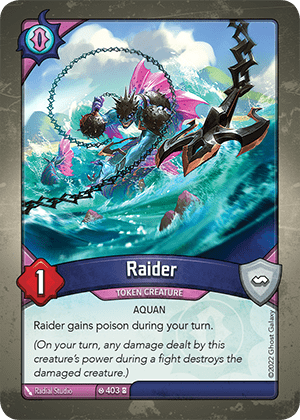 Raider
TOKEN CREATURE
1
AQUAN
Raider gains poison during your turn.
(On your turn, any damage dealt by this
creature's power during a fight destroys the
damaged creature.)
Radial Studio
403
©2022 Ghost Galaxy